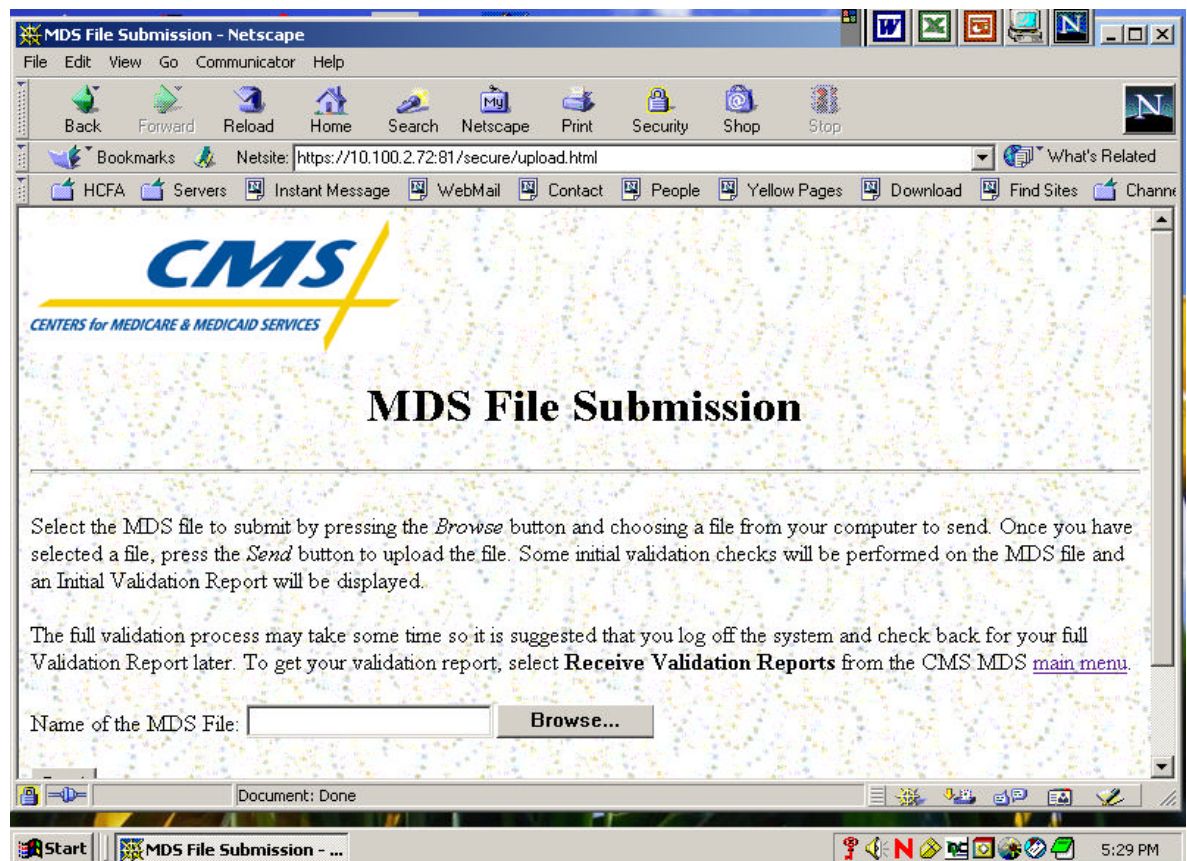 MDS File Submission - Netscape
File Edit View Go Communicator Help
Back Forward Reload Home Search Netscape Print Security Shop Stop
Bookmarks Netsite: https://10.100.2.72:81/secure/upload.html What's Related
HCFA Servers Instant Message WebMail Contact People Yellow Pages Download Find Sites Channe
CMS
CENTERS for MEDICARE & MEDICAID SERVICES
MDS File Submission
Select the MDS file to submit by pressing the Browse button and choosing a file from your computer to send. Once you have
selected a file, press the Send button to upload the file. Some initial validation checks will be performed on the MDS file and
an Initial Validation Report will be displayed.
The full validation process may take some time so it is suggested that you log off the system and check back for your full
Validation Report later. To get your validation report, select Receive Validation Reports from the CMS MDS main menu.
Name of the MDS File: Browse...
Document: Done
Start MDS File Submission - ... 5:29 PM